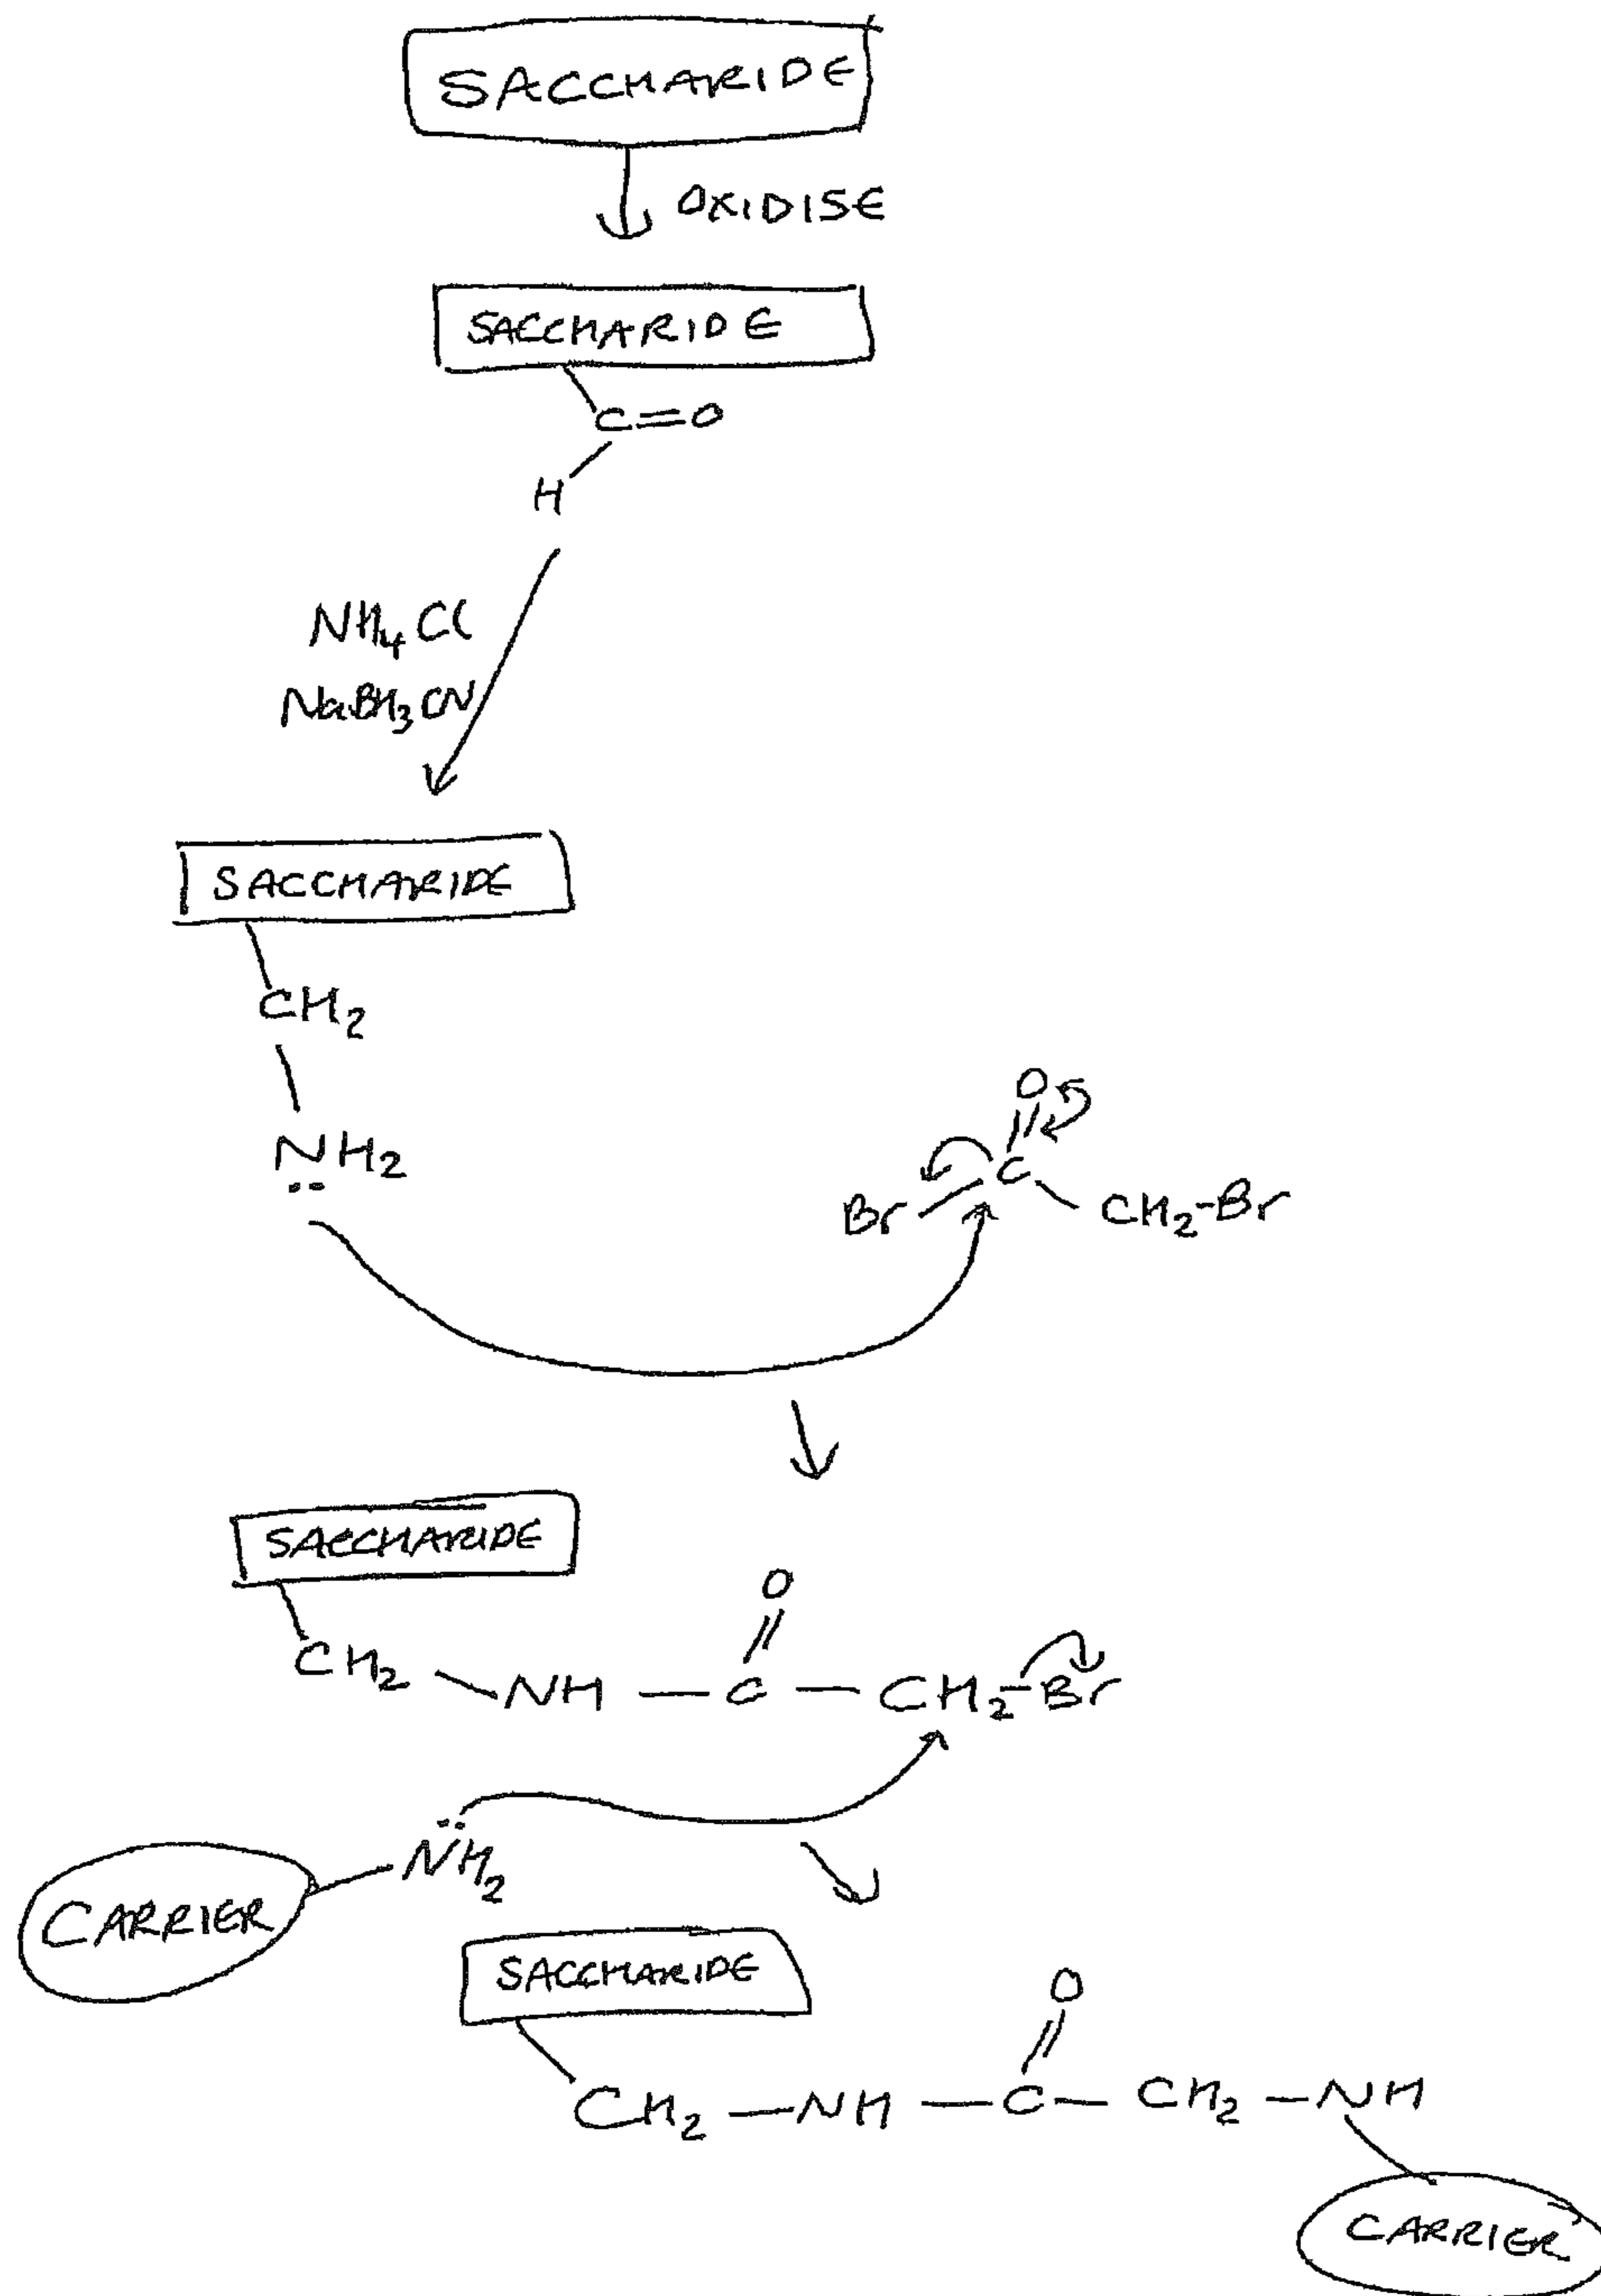 SACCHARIDE
OXIDISE
SACCHARIDE
C=O
H
NH4Cl
NaBH3CN
SACCHARIDE
CH2
NH2
O
Br C CH2-Br
SACCHARIDE
O
CH2 - NH - C - CH2-Br
NH2
CARRIER
SACCHARIDE
O
CH2 - NH - C - CH2 - NH
CARRIER